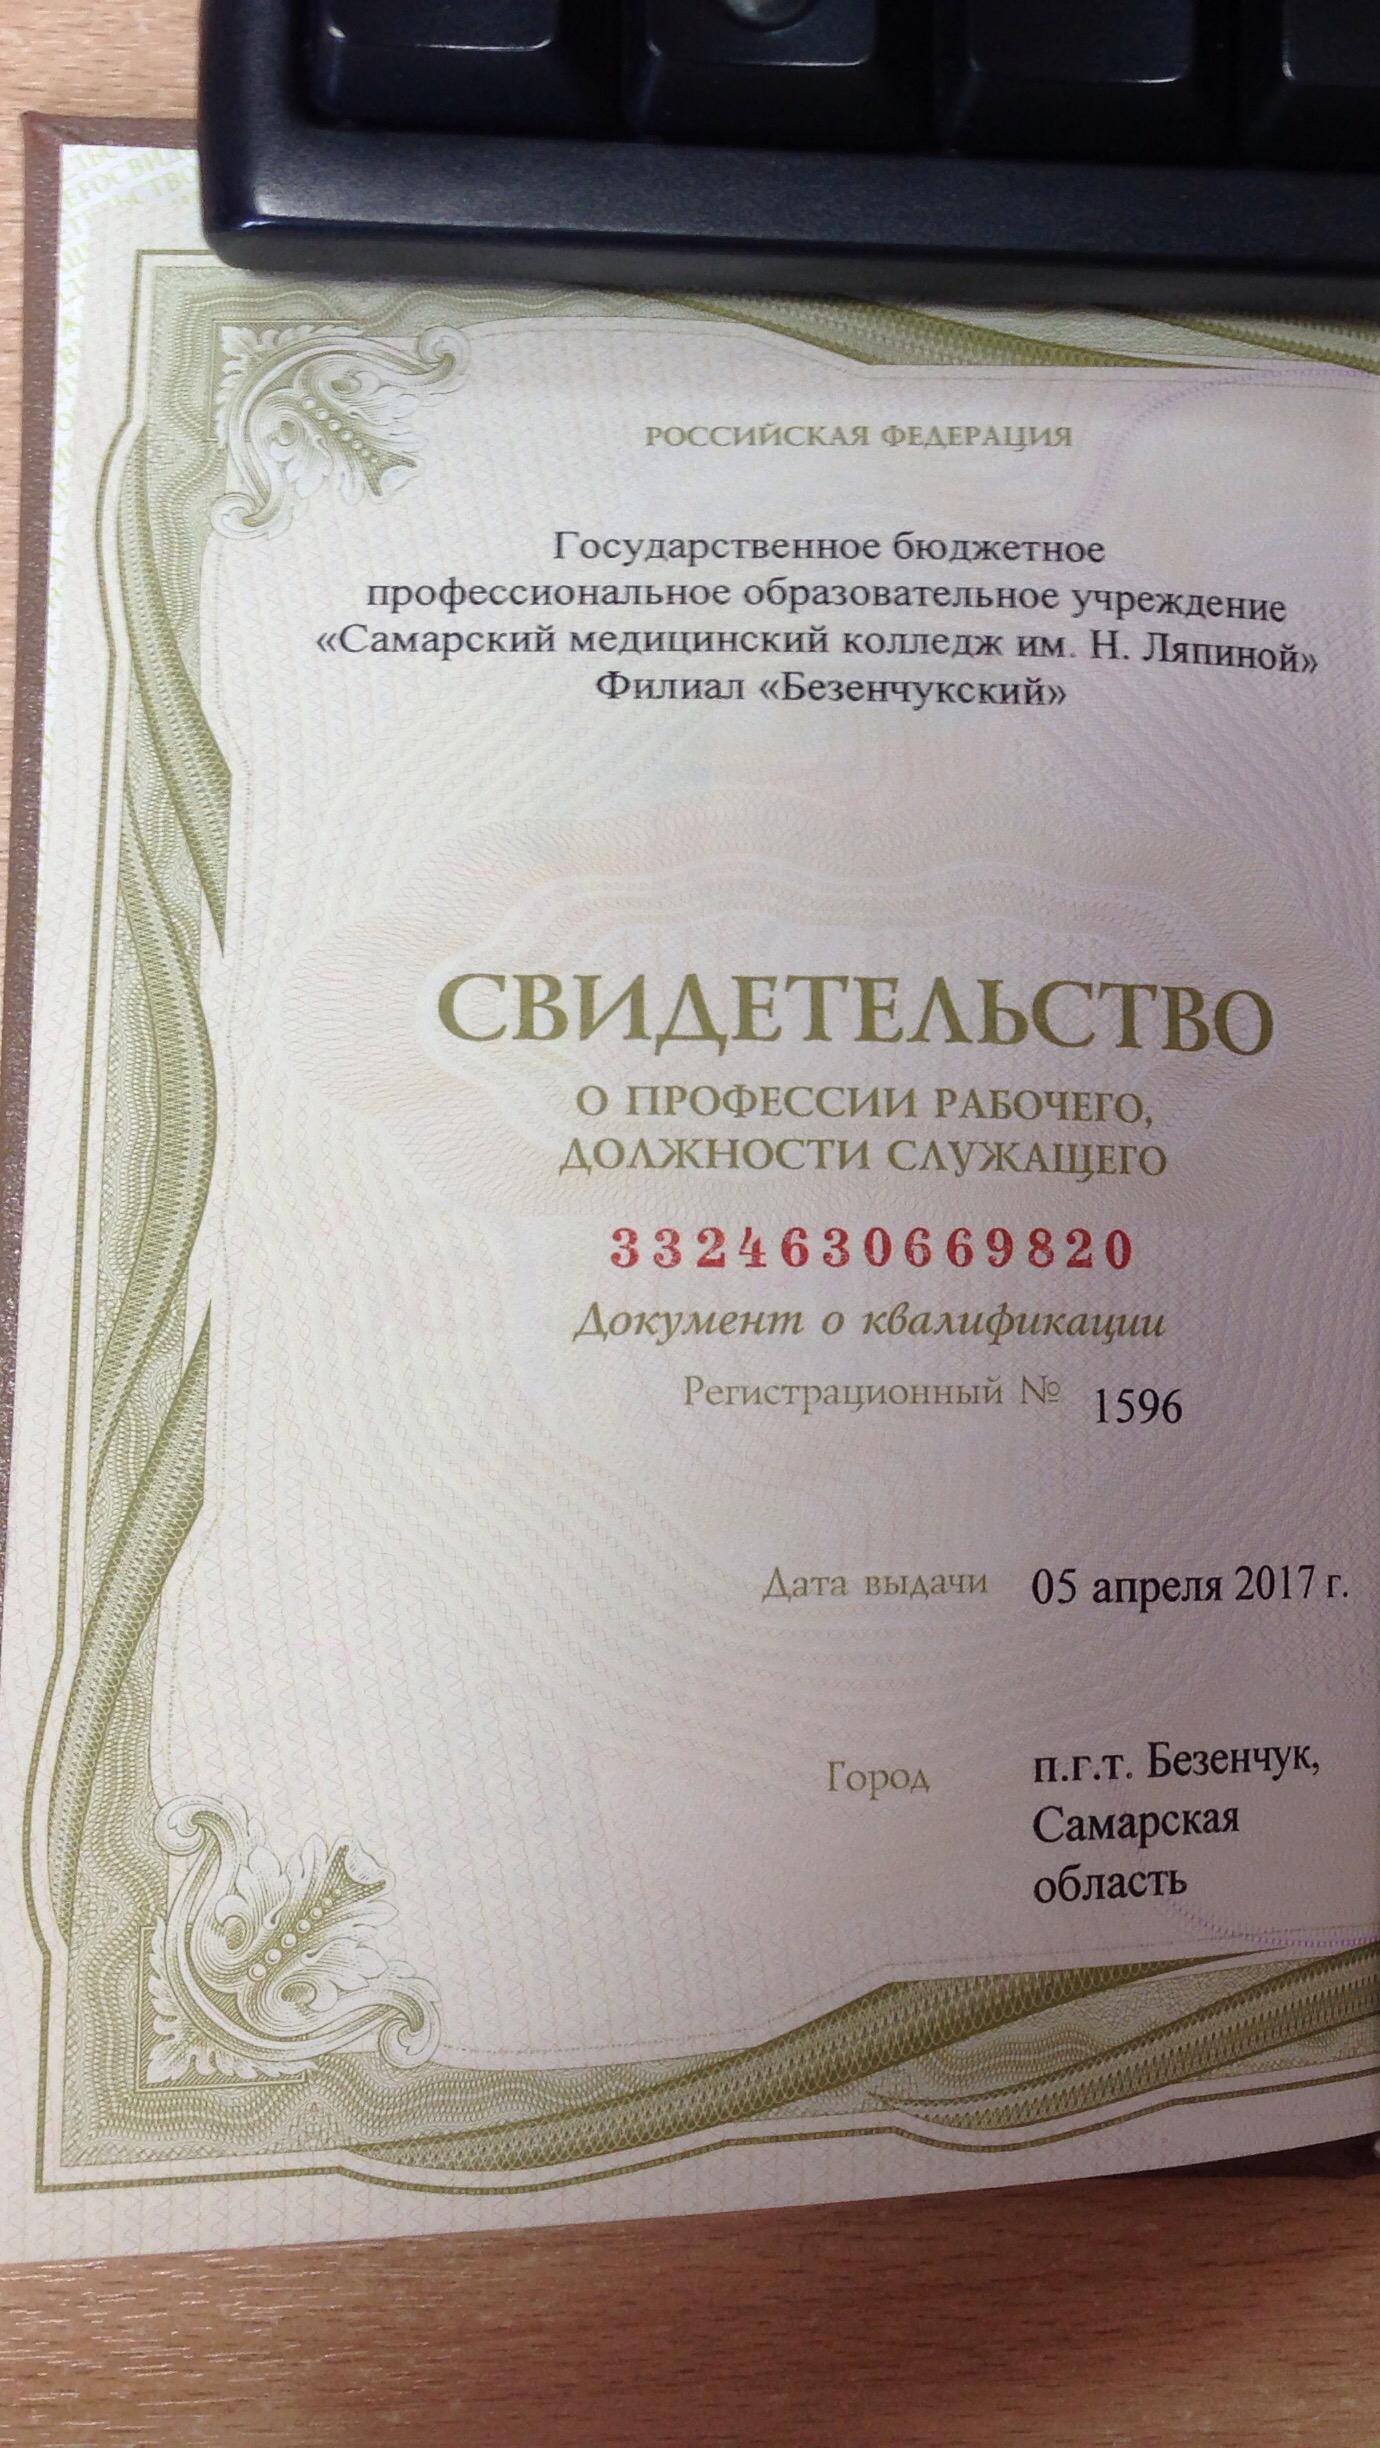 РОССИЙСКАЯ ФЕДЕРАЦИЯ
Государственное бюджетное
профессиональное образовательное учреждение
«Самарский медицинский колледж им. Н. Ляпиной»
Филиал «Безенчукский»
СВИДЕТЕЛЬСТВО
О ПРОФЕССИИ РАБОЧЕГО,
ДОЛЖНОСТИ СЛУЖАЩЕГО
3324630669820
Документ о квалификации
Регистрационный № 1596
Дата выдачи 05 апреля 2017 г.
Город п.г.т. Безенчук,
Самарская
область